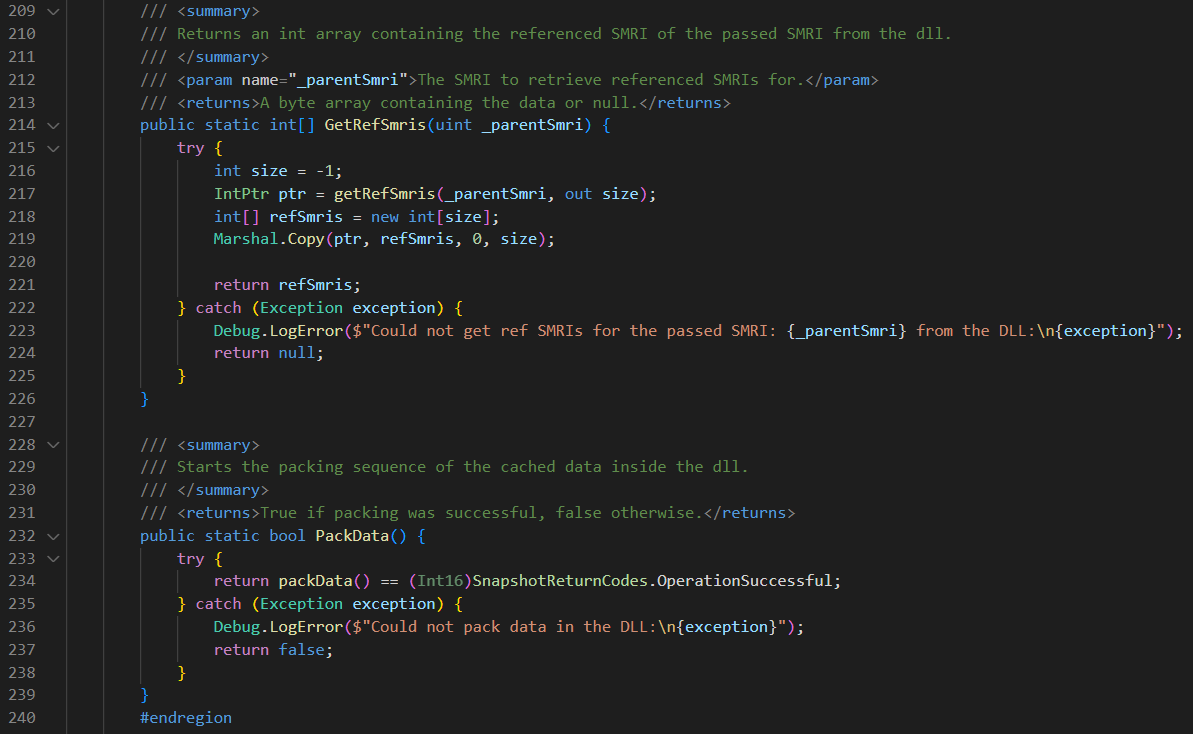 209 /// <summary>
210 /// Returns an int array containing the referenced SMRI of the passed SMRI from the dll.
211 /// </summary>
212 /// <param name="_parentSmri">The SMRI to retrieve referenced SMRIs for.</param>
213 /// <returns>A byte array containing the data or null.</returns>
214 public static int[] GetRefSmris(uint _parentSmri) {
215 try {
216 int size = -1;
217 IntPtr ptr = getRefSmris(_parentSmri, out size);
218 int[] refSmris = new int[size];
219 Marshal.Copy(ptr, refSmris, 0, size);
220
221 return refSmris;
222 } catch (Exception exception) {
223 Debug.LogError($"Could not get ref SMRIs for the passed SMRI: {_parentSmri} from the DLL:\n{exception}");
224 return null;
225 }
226 }
227
228 /// <summary>
229 /// Starts the packing sequence of the cached data inside the dll.
230 /// </summary>
231 /// <returns>True if packing was successful, false otherwise.</returns>
232 public static bool PackData() {
233 try {
234 return packData() == (Int16)SnapshotReturnCodes.OperationSuccessful;
235 } catch (Exception exception) {
236 Debug.LogError($"Could not pack data in the DLL:\n{exception}");
237 return false;
238 }
239 }
240 #endregion